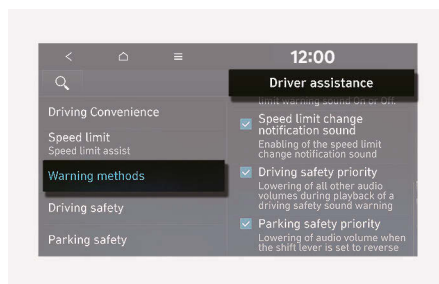 12:00
Driver assistance
Driving Convenience
Speed limit
Speed limit assist
Warning methods
Driving safety
Parking safety
limit warning sound On or Off.
Speed limit change
notification sound
Enabling of the speed limit
change notification sound
Driving safety priority
Lowering of all other audio
volumes during playback of a
driving safety sound warning
Parking safety priority
Lowering of audio volume when
the shift lever is set to reverse